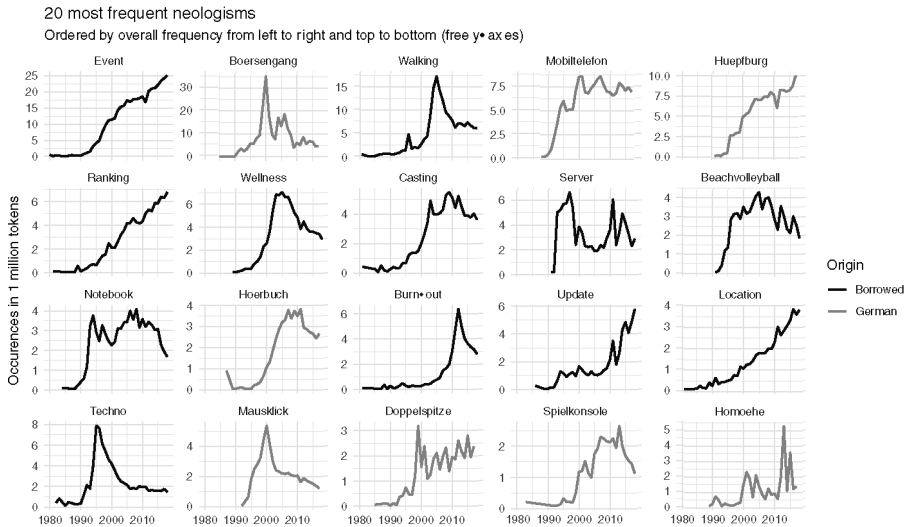 20 most frequent neologisms
Ordered by overall frequency from left to right and top to bottom (free y•axes)
Event Boersengang Walking Mobiltelefon Hueptburg
25 20 15 10 5 0
30 20 10 0
15 10 5 0
7.5 5.0 2.5 0.0
10.0 7.5 5.0 2.5 0.0
Ranking Wellness Casting Server Beachvolleyball
6 4 2 0
6 4 2 0
4 2 0
6 4 2 0
4 3 2 1 0
Notebook Hoerbuch Burn•out Update Location
4 3 2 1 0
4 3 2 1 0
6 4 2 0
6 4 2 0
4 3 2 1 0
Techno Mausklick Doppelspitze Spielkonsole Homoehe
8 6 4 2 0
4 2 0
3 2 1 0
2 1 0
5 4 3 2 1 0
1980 1990 2000 2010
1980 1990 2000 2010
1980 1990 2000 2010
1980 1990 2000 2010
1980 1990 2000 2010
Occurences in 1 million tokens
Origin
Borrowed
German